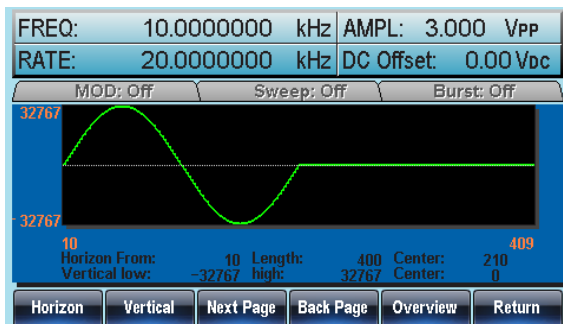 FREQ: 10.0000000 kHz AMPL: 3.000 VPP
RATE: 20.0000000 kHz DC Offset: 0.00 VDC
MOD: Off Sweep: Off Burst: Off
32767
- 32767
10 409
Horizon From: 10 Length: 400 Center: 210
Vertical low: -32767 high: 32767 Center: 0
Horizon Vertical Next Page Back Page Overview Return